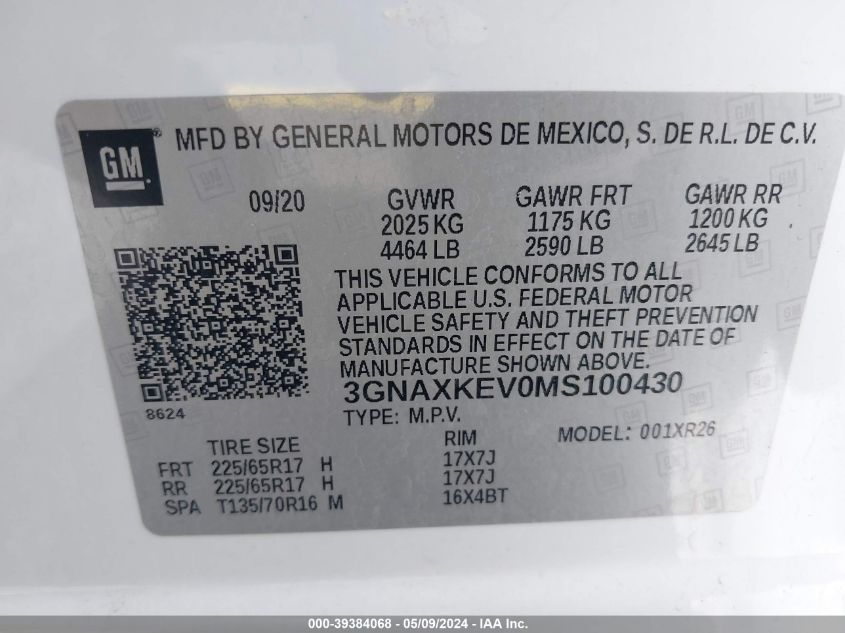 GM ® MFD BY GENERAL MOTORS DE MEXICO, S. DE R.L. DE C.V.
09/20 GVWR GAWR FRT GAWR RR
2025 KG 1175 KG 1200 KG
4464 LB 2590 LB 2645 LB
THIS VEHICLE CONFORMS TO ALL
APPLICABLE U.S. FEDERAL MOTOR
VEHICLE SAFETY AND THEFT PREVENTION
STANDARDS IN EFFECT ON THE DATE OF
MANUFACTURE SHOWN ABOVE.
3GNAXKEV0MS100430
8624 TYPE: M.P.V. MODEL: 001XR26
TIRE SIZE RIM
FRT 225/65R17 H 17X7J
RR 225/65R17 H 17X7J
SPA T135/70R16 M 16X4BT
000-39384068 - 05/09/2024 - IAA Inc.